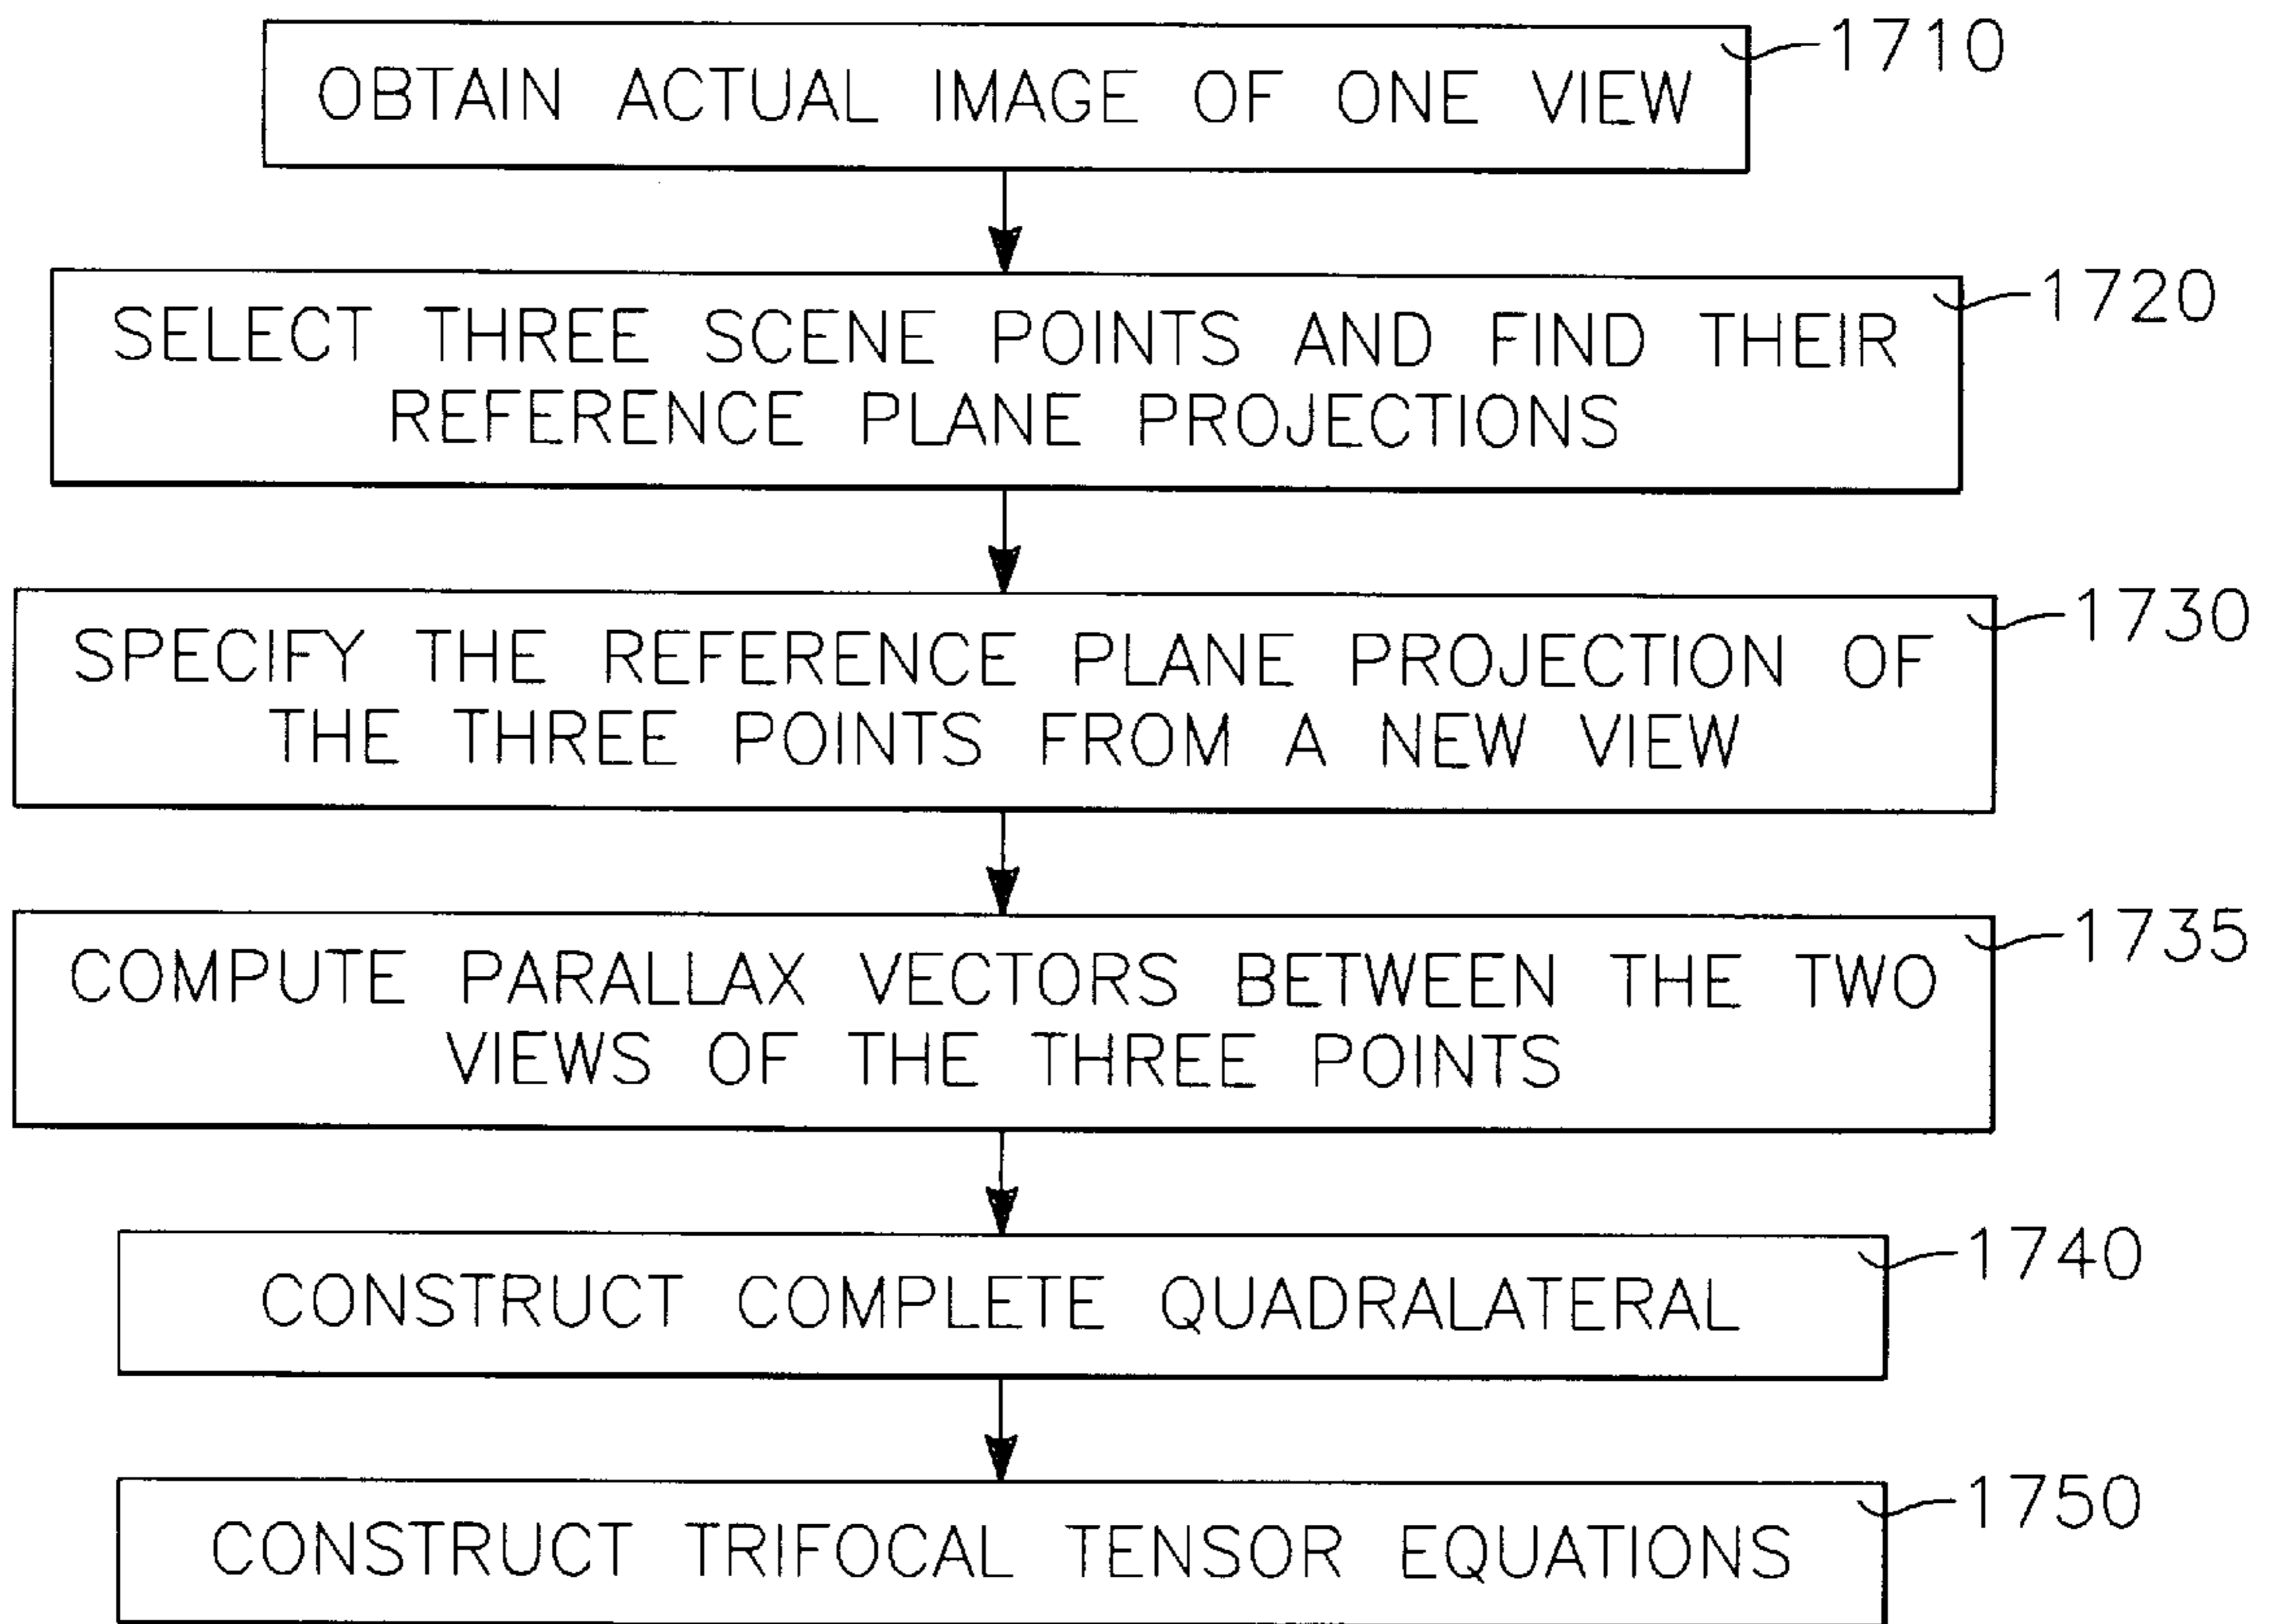 OBTAIN ACTUAL IMAGE OF ONE VIEW
1710
SELECT THREE SCENE POINTS AND FIND THEIR
REFERENCE PLANE PROJECTIONS
1720
SPECIFY THE REFERENCE PLANE PROJECTION OF
THE THREE POINTS FROM A NEW VIEW
1730
COMPUTE PARALLAX VECTORS BETWEEN THE TWO
VIEWS OF THE THREE POINTS
1735
CONSTRUCT COMPLETE QUADRALATERAL
1740
CONSTRUCT TRIFOCAL TENSOR EQUATIONS
1750